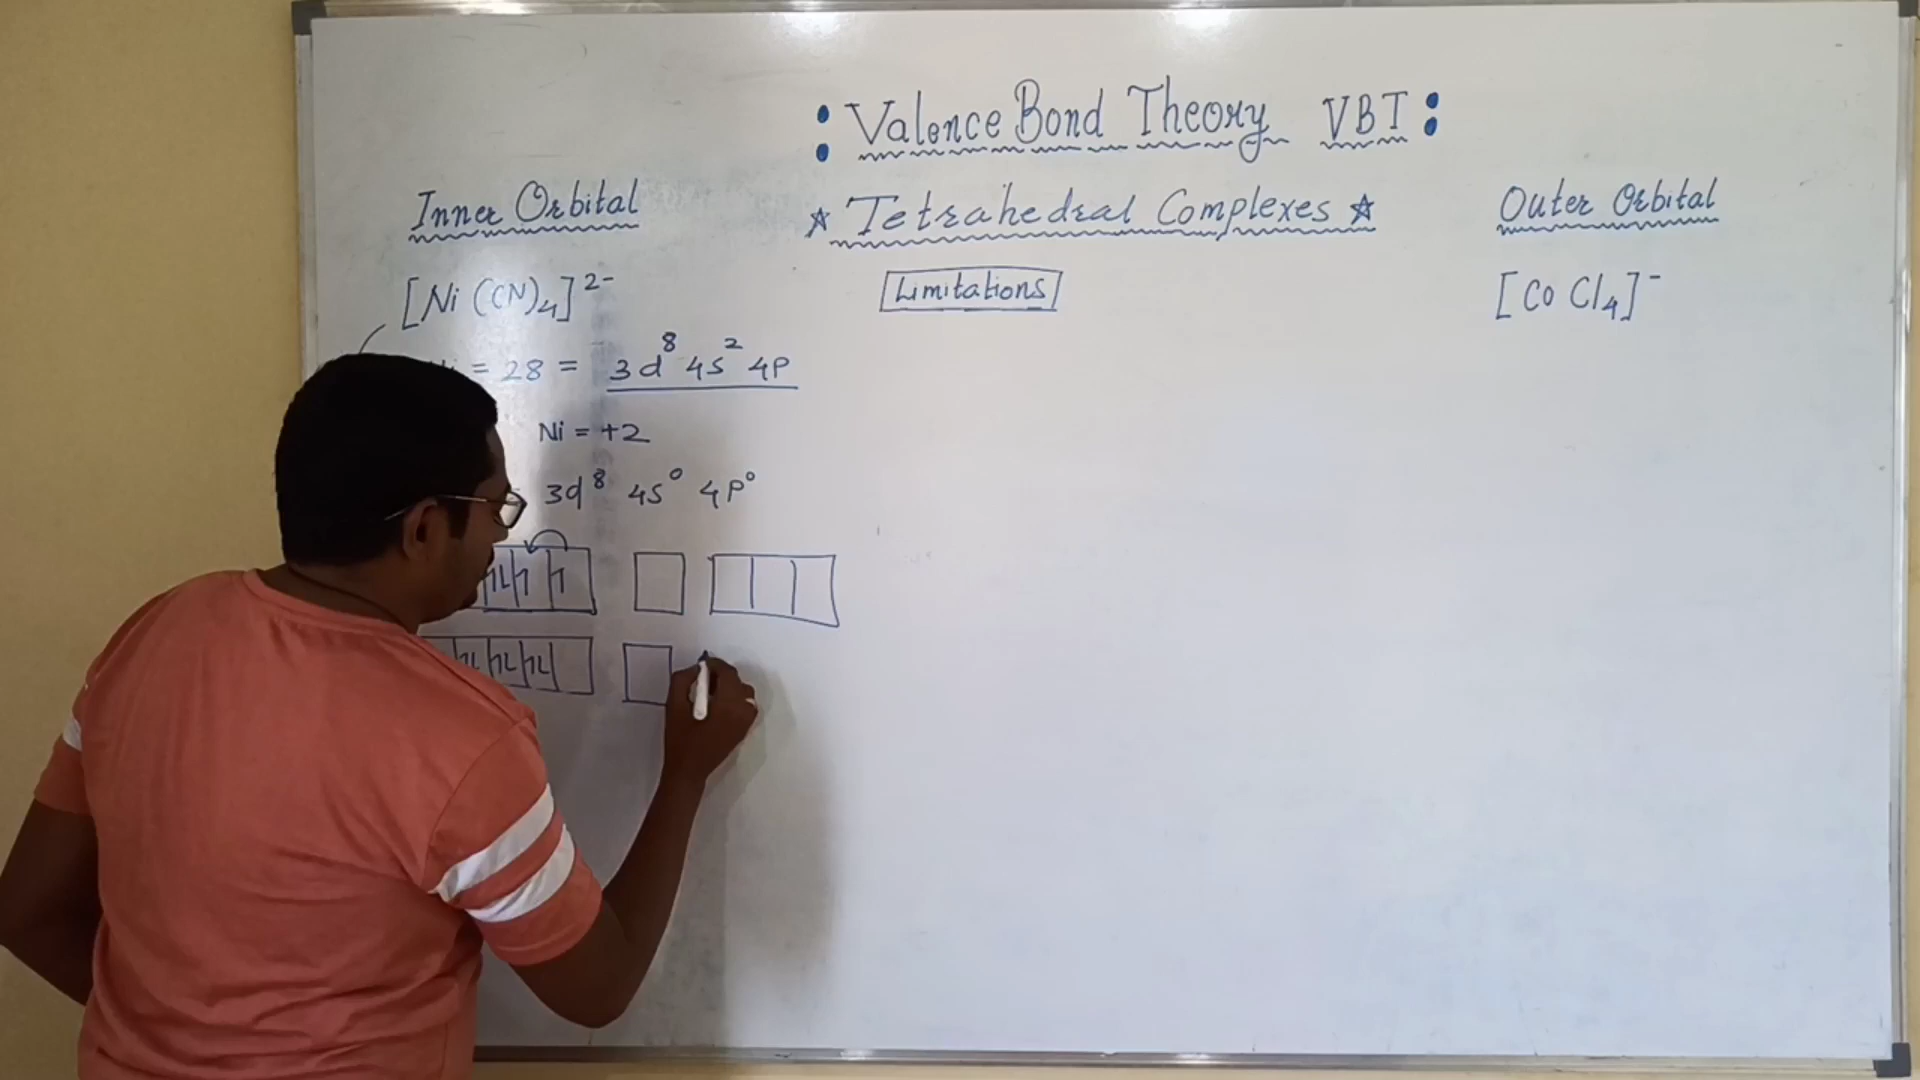 : Valence Bond Theory VBT :
Inner Orbital
☆ Tetrahedral Complexes ☆
Outer Orbital
[Ni (CN)₄]²⁻
Limitations
[Co Cl₄]⁻
= 28 = 3d⁸ 4s² 4p
Ni = +2
3d⁸ 4s⁰ 4p⁰